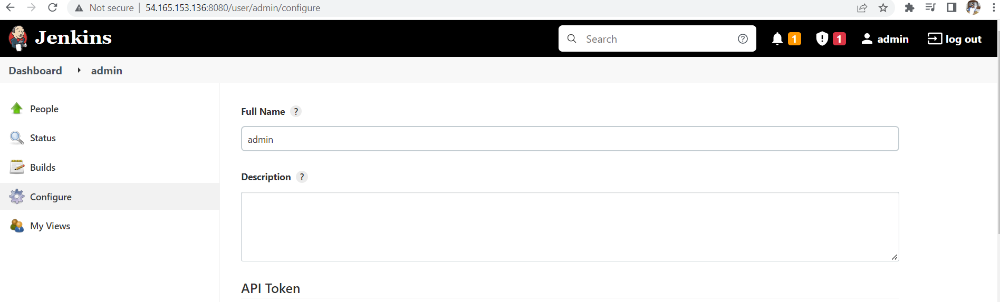 Not secure | 54.165.153.136:8080/user/admin/configure
Jenkins
Search
?
1
1
admin
log out
Dashboard
admin
People
Status
Builds
Configure
My Views
Full Name ?
admin
Description ?
API Token